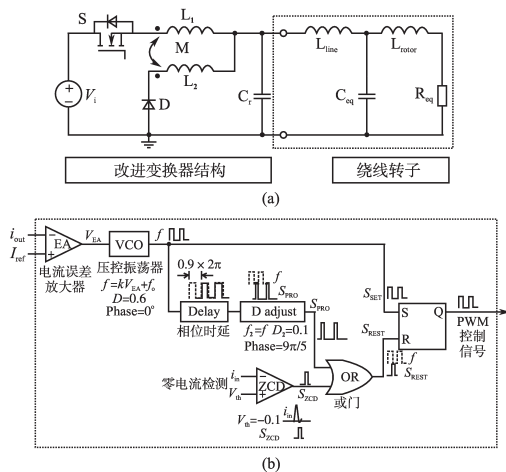 S
L₁
M
L₂
D
Vᵢ
Cᵣ
L_line
L_rotor
C_eq
R_eq
改进变换器结构
绕线转子
(a)
i_out
I_ref
EA
V_EA
VCO
f
电流误差
放大器
压控振荡器
f=kV_EA+f₀
D=0.6
Phase=0°
0.9 × 2π
f
S_PRO
Delay
D adjust
S_PRO
相位时延
f₂=f D₂=0.1
Phase=9π/5
零电流检测
i_in
V_th
ZCD
S_ZCD
V_th=-0.1
i_in
S_ZCD
OR
或门
S_SET
S_REST
S
Q
R
f
S_REST
PWM
控制
信号
(b)